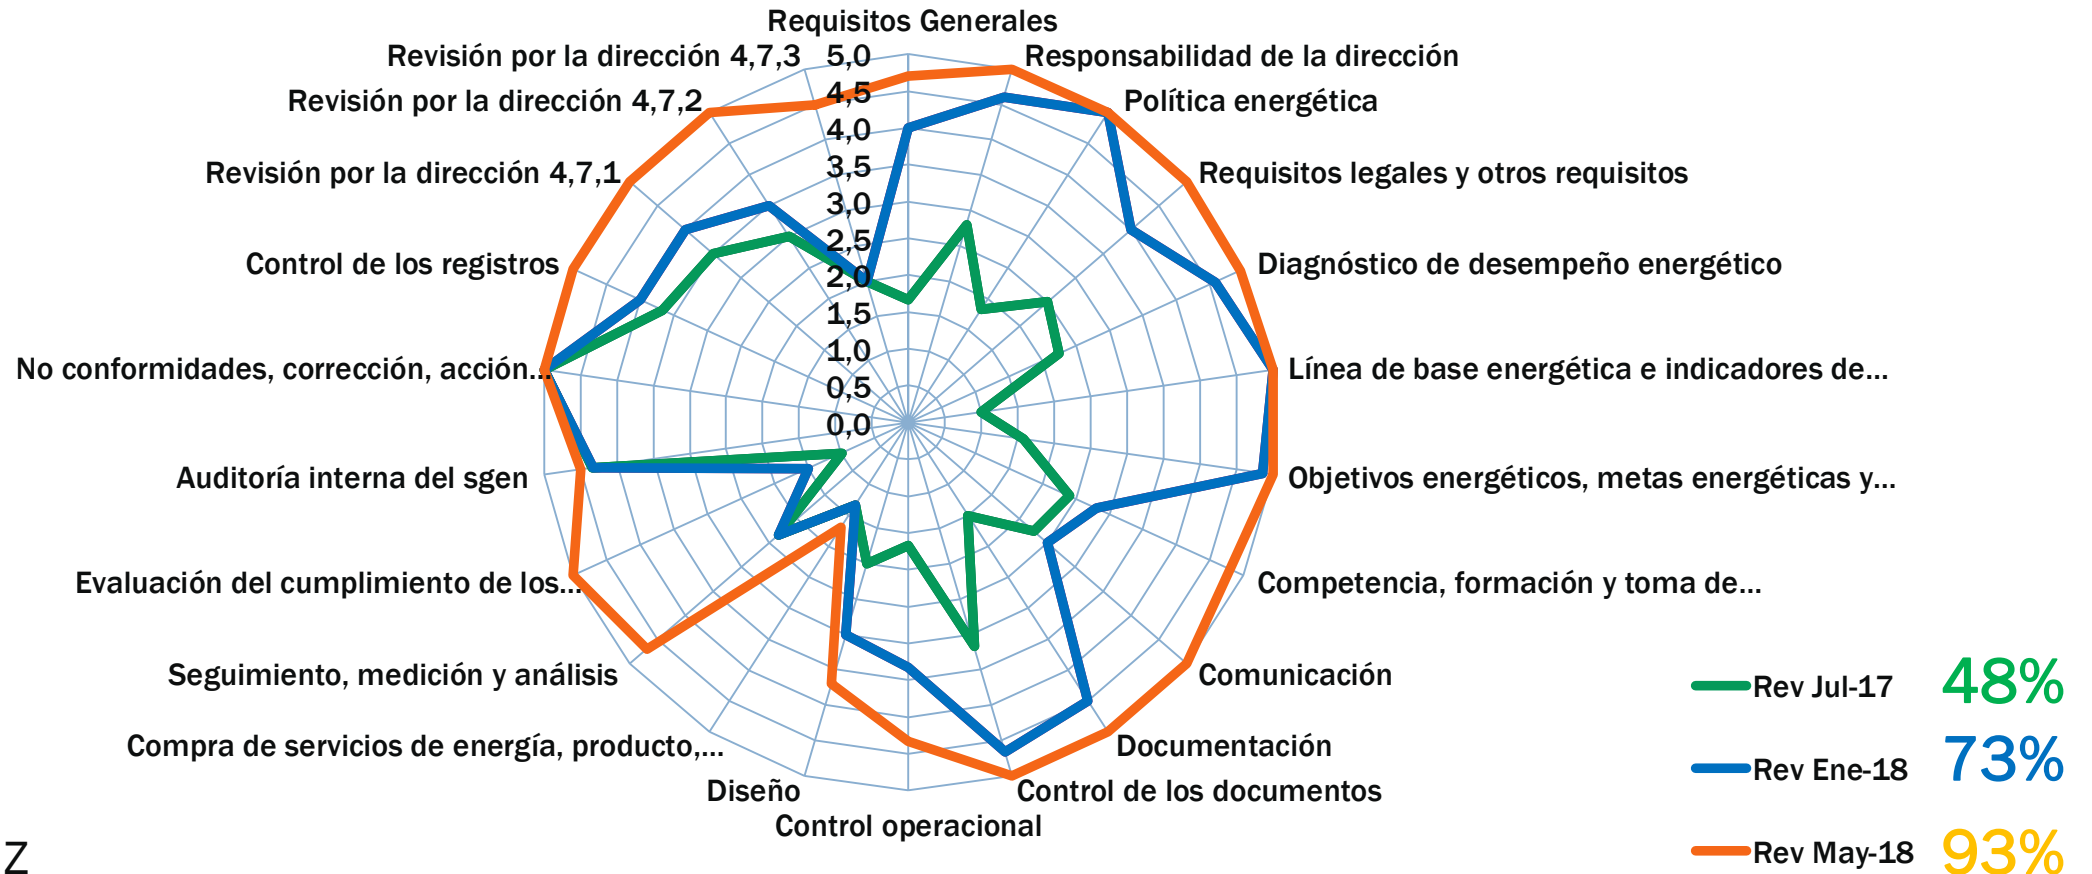 Requisitos Generales
Responsabilidad de la dirección
Política energética
Requisitos legales y otros requisitos
Diagnóstico de desempeño energético
Línea de base energética e indicadores de...
Objetivos energéticos, metas energéticas y...
Competencia, formación y toma de...
Comunicación
Documentación
Control de los documentos
Control operacional
Diseño
Compra de servicios de energía, producto,...
Seguimiento, medición y análisis
Evaluación del cumplimiento de los...
Auditoría interna del sgen
No conformidades, corrección, acción...
Control de los registros
Revisión por la dirección 4,7,1
Revisión por la dirección 4,7,2
Revisión por la dirección 4,7,3
5,0
4,5
4,0
3,5
3,0
2,5
2,0
1,5
1,0
0,5
0,0
Rev Jul-17 48%
Rev Ene-18 73%
Rev May-18 93%
Z